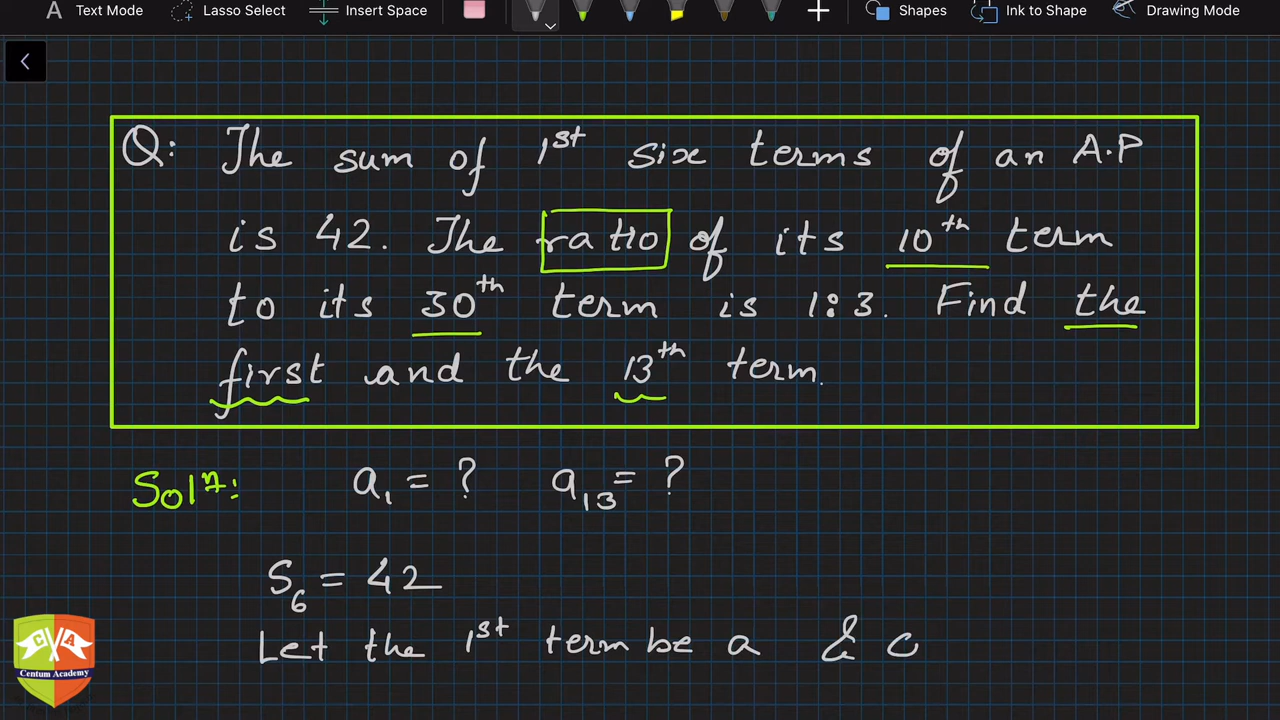 Text Mode Lasso Select Insert Space Shapes Ink to Shape Drawing Mode
Q: The sum of 1st six terms of an A.P
is 42. The ratio of its 10th term
to its 30th term is 1:3. Find the
first and the 13th term.
Soln: a1 = ? a13 = ?
S6 = 42
Let the 1st term be a & c
CA
Centum Academy